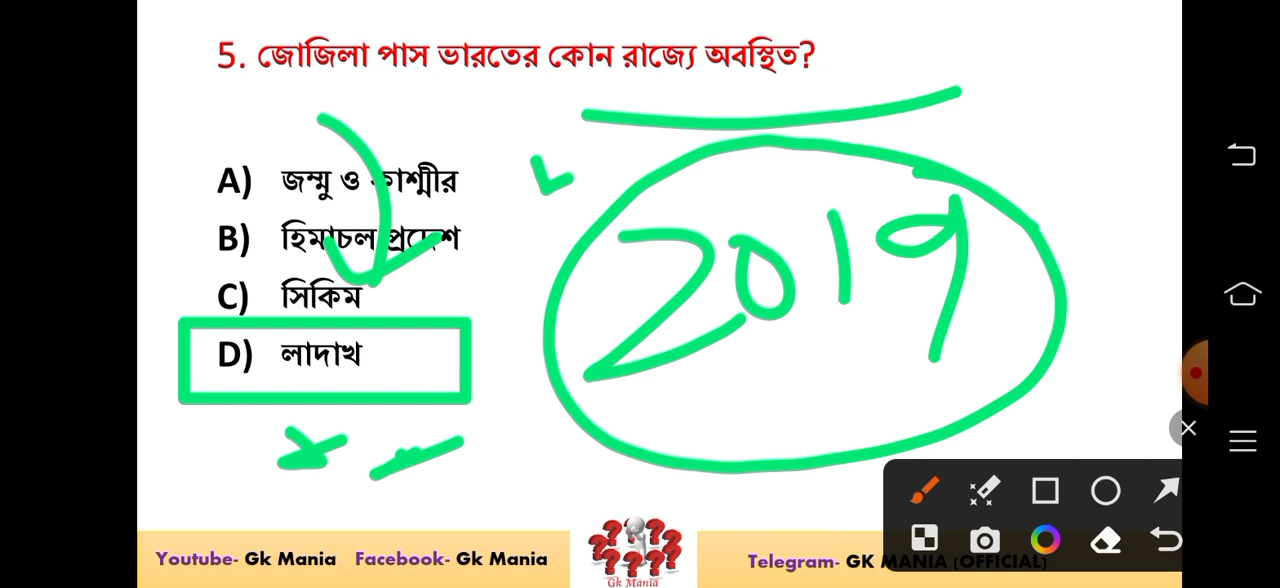 5. জোজিলা পাস ভারতের কোন রাজ্যে অবস্থিত?
A) জম্মু ও কাশ্মীর
B) হিমাচল প্রদেশ
C) সিকিম
D) লাদাখ
2019
Youtube- Gk Mania Facebook- Gk Mania
Gk Mania
Telegram- GK MANIA (OFFICIAL)